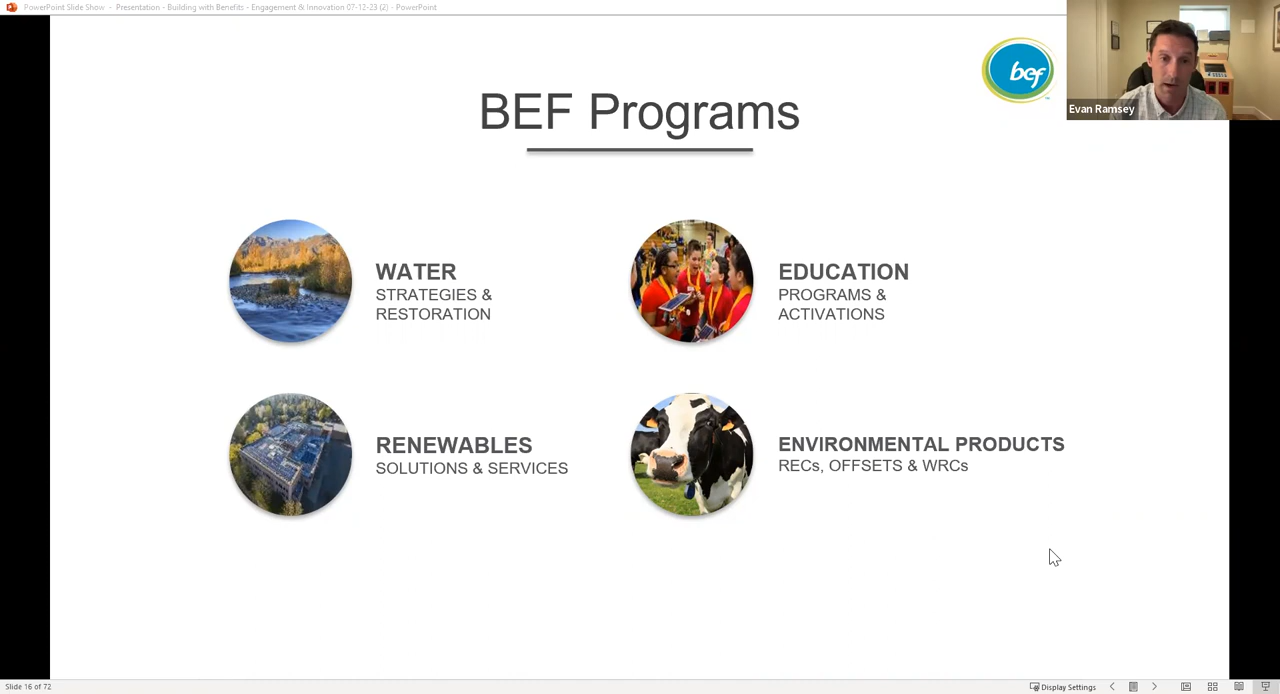 PowerPoint Slide Show - Presentation - Building with Benefits - Engagement & Innovation 07-12-23 (2) - PowerPoint
bef
Evan Ramsey
BEF Programs
WATER
STRATEGIES &
RESTORATION
EDUCATION
PROGRAMS &
ACTIVATIONS
RENEWABLES
SOLUTIONS & SERVICES
ENVIRONMENTAL PRODUCTS
RECs, OFFSETS & WRCs
Slide 16 of 72
Display Settings